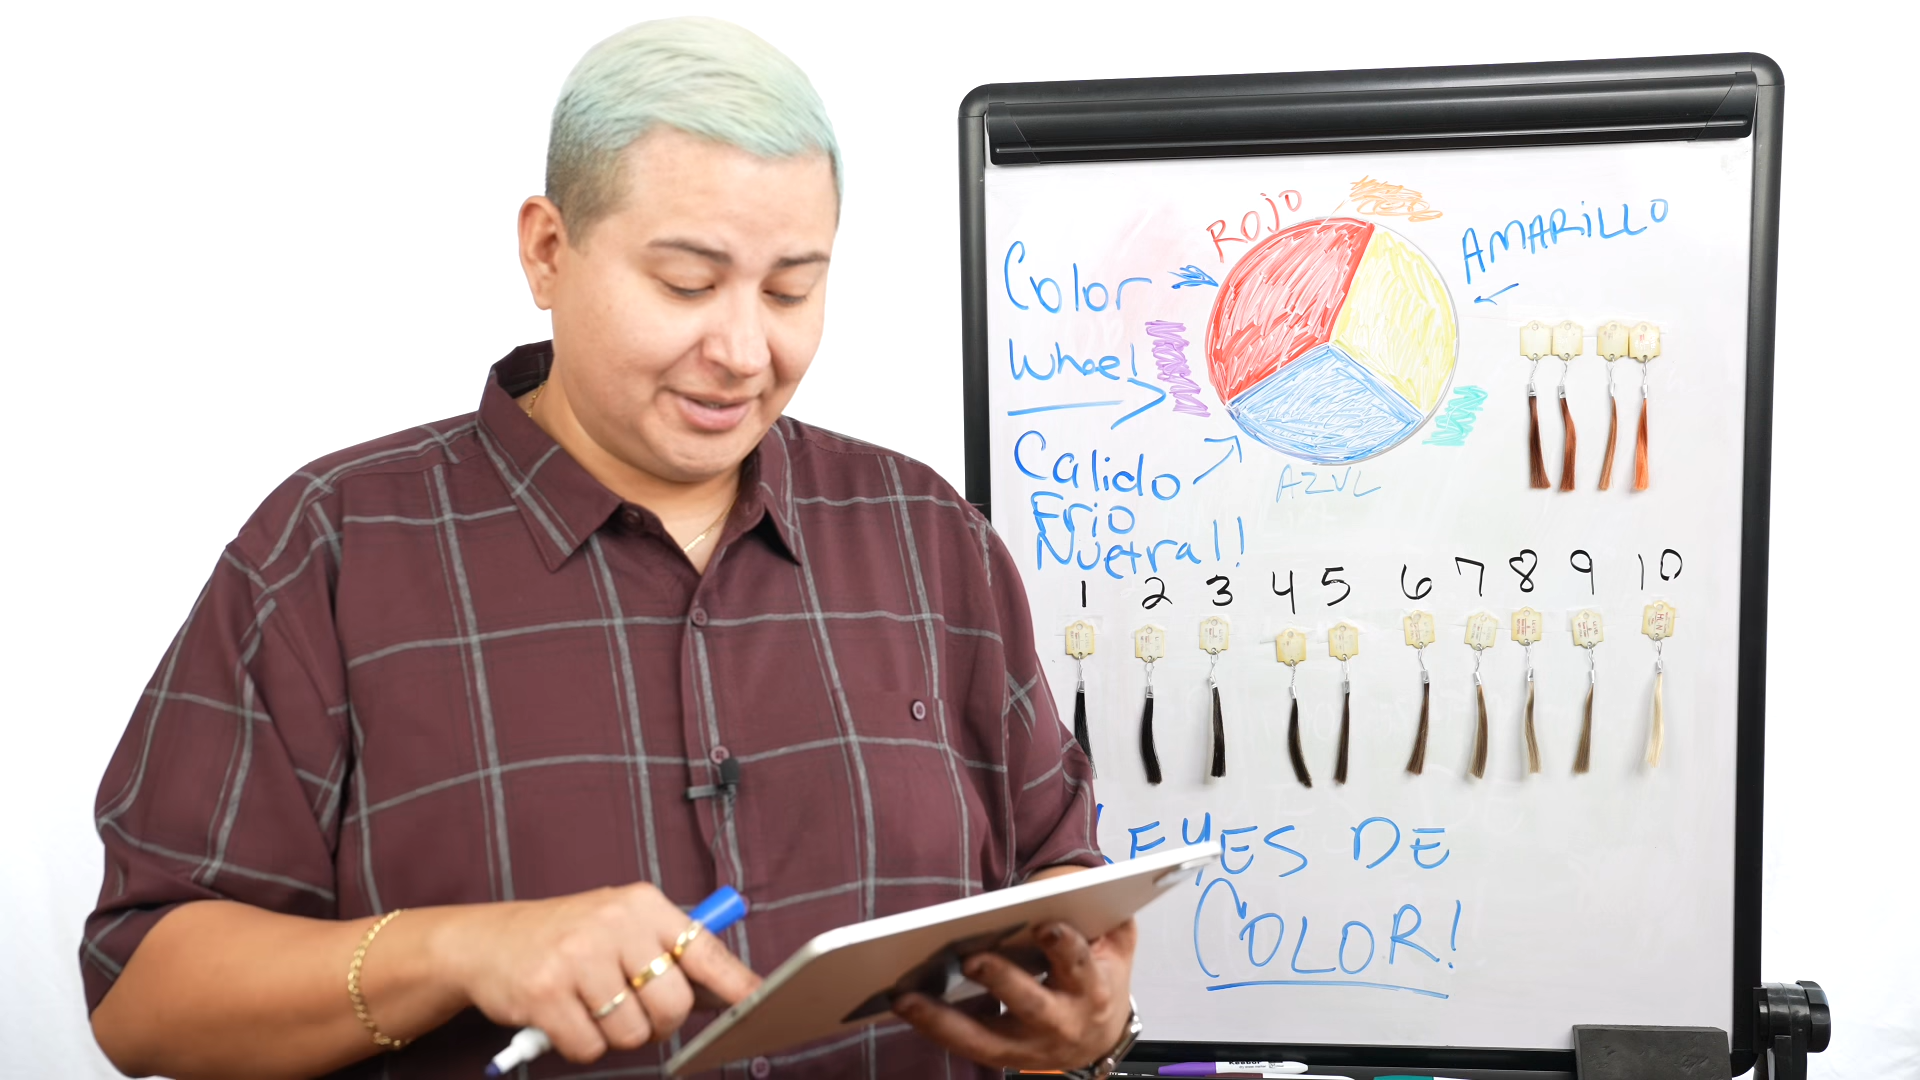 ROJO
AMARILLO
Color
Wheel
Calido
Frio
Nuetral!!
AZUL
1 2 3 4 5 6 7 8 9 10
LEYES DE
COLOR!